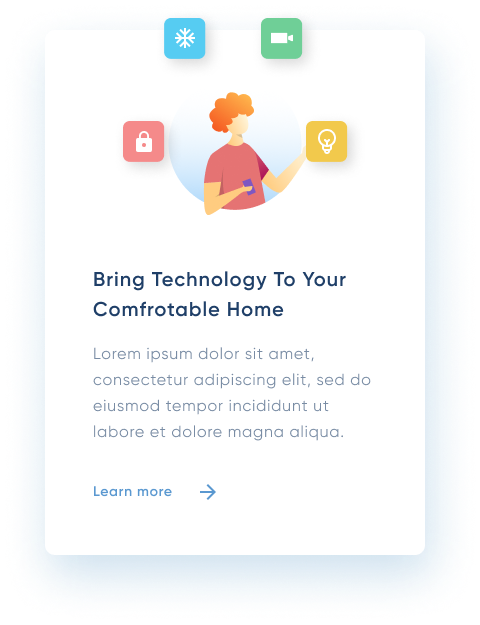 Bring Technology To Your
Comfrotable Home
Lorem ipsum dolor sit amet,
consectetur adipiscing elit, sed do
eiusmod tempor incididunt ut
labore et dolore magna aliqua.
Learn more